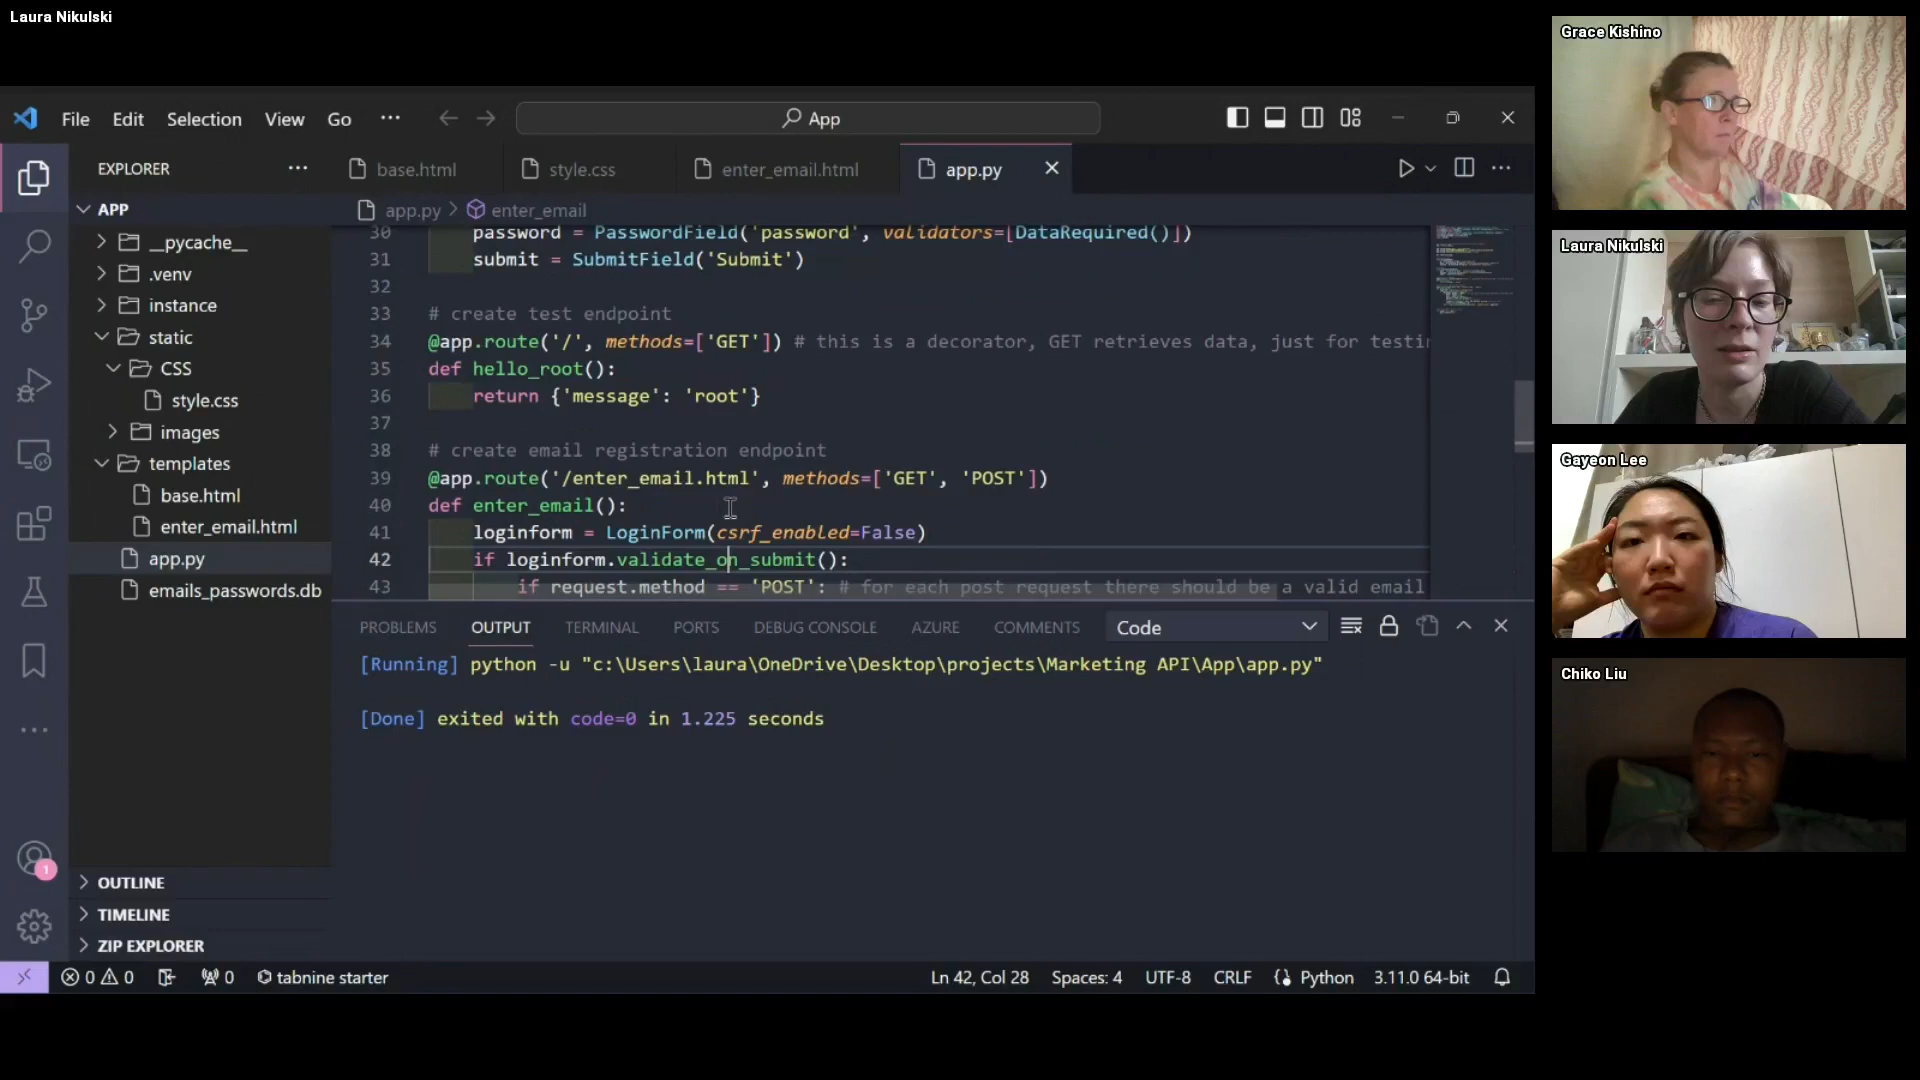 Laura Nikulski
File Edit Selection View Go ··· App
EXPLORER ···
base.html style.css enter_email.html app.py
APP
__pycache__
.venv
instance
static
CSS
style.css
images
templates
base.html
enter_email.html
app.py
emails_passwords.db
OUTLINE
TIMELINE
ZIP EXPLORER
app.py > enter_email
30 password = PasswordField('password', validators=[DataRequired()])
31 submit = SubmitField('Submit')
32
33 # create test endpoint
34 @app.route('/', methods=['GET']) # this is a decorator, GET retrieves data, just for testin
35 def hello_root():
36 return {'message': 'root'}
37
38 # create email registration endpoint
39 @app.route('/enter_email.html', methods=['GET', 'POST'])
40 def enter_email():
41 loginform = LoginForm(csrf_enabled=False)
42 if loginform.validate_on_submit():
43 if request.method == 'POST': # for each post request there should be a valid email
PROBLEMS OUTPUT TERMINAL PORTS DEBUG CONSOLE AZURE COMMENTS Code
[Running] python -u "c:\Users\laura\OneDrive\Desktop\projects\Marketing API\App\app.py"
[Done] exited with code=0 in 1.225 seconds
1
0 0 0 tabnine starter Ln 42, Col 28 Spaces: 4 UTF-8 CRLF Python 3.11.0 64-bit
Grace Kishino
Laura Nikulski
Gayeon Lee
Chiko Liu